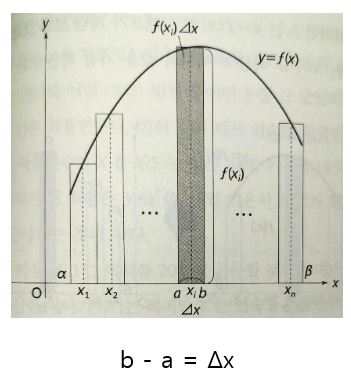 y
f(xᵢ)Δx
y=f(x)
f(xᵢ)
... ...
O α x₁ x₂ a xᵢ b xₙ β x
Δx
b - a = Δx